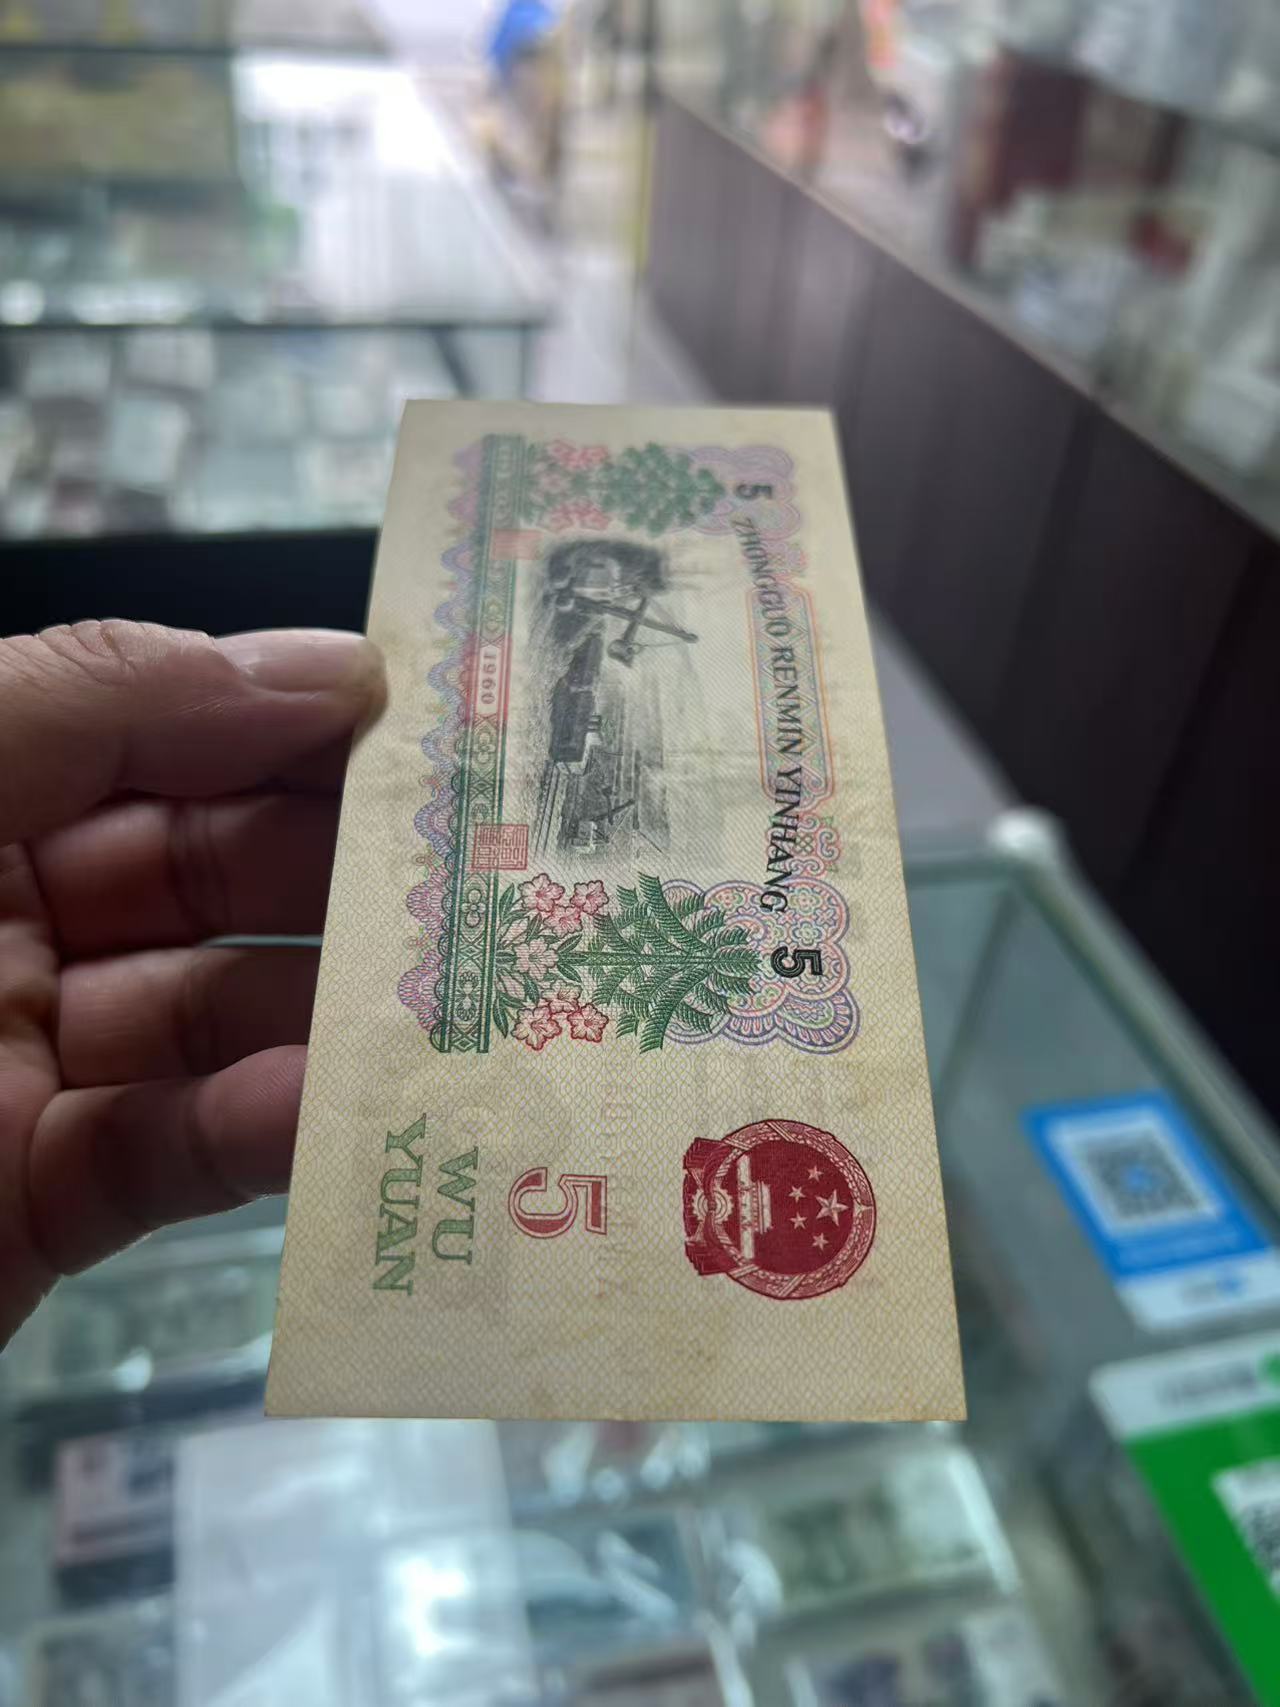 5 ZHONGGUO RENMIN YINHANG 5
1960
5
WU
YUAN